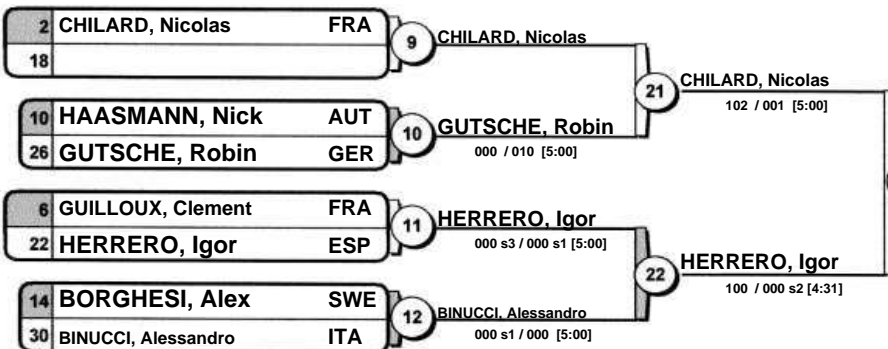 2 CHILARD, Nicolas FRA
18
9
CHILARD, Nicolas
10 HAASMANN, Nick AUT
26 GUTSCHE, Robin GER
10
GUTSCHE, Robin
000 / 010 [5:00]
21
CHILARD, Nicolas
102 / 001 [5:00]
6 GUILLOUX, Clement FRA
22 HERRERO, Igor ESP
11
HERRERO, Igor
000 s3 / 000 s1 [5:00]
14 BORGHESI, Alex SWE
30 BINUCCI, Alessandro ITA
12
BINUCCI, Alessandro
000 s1 / 000 [5:00]
22
HERRERO, Igor
100 / 000 s2 [4:31]